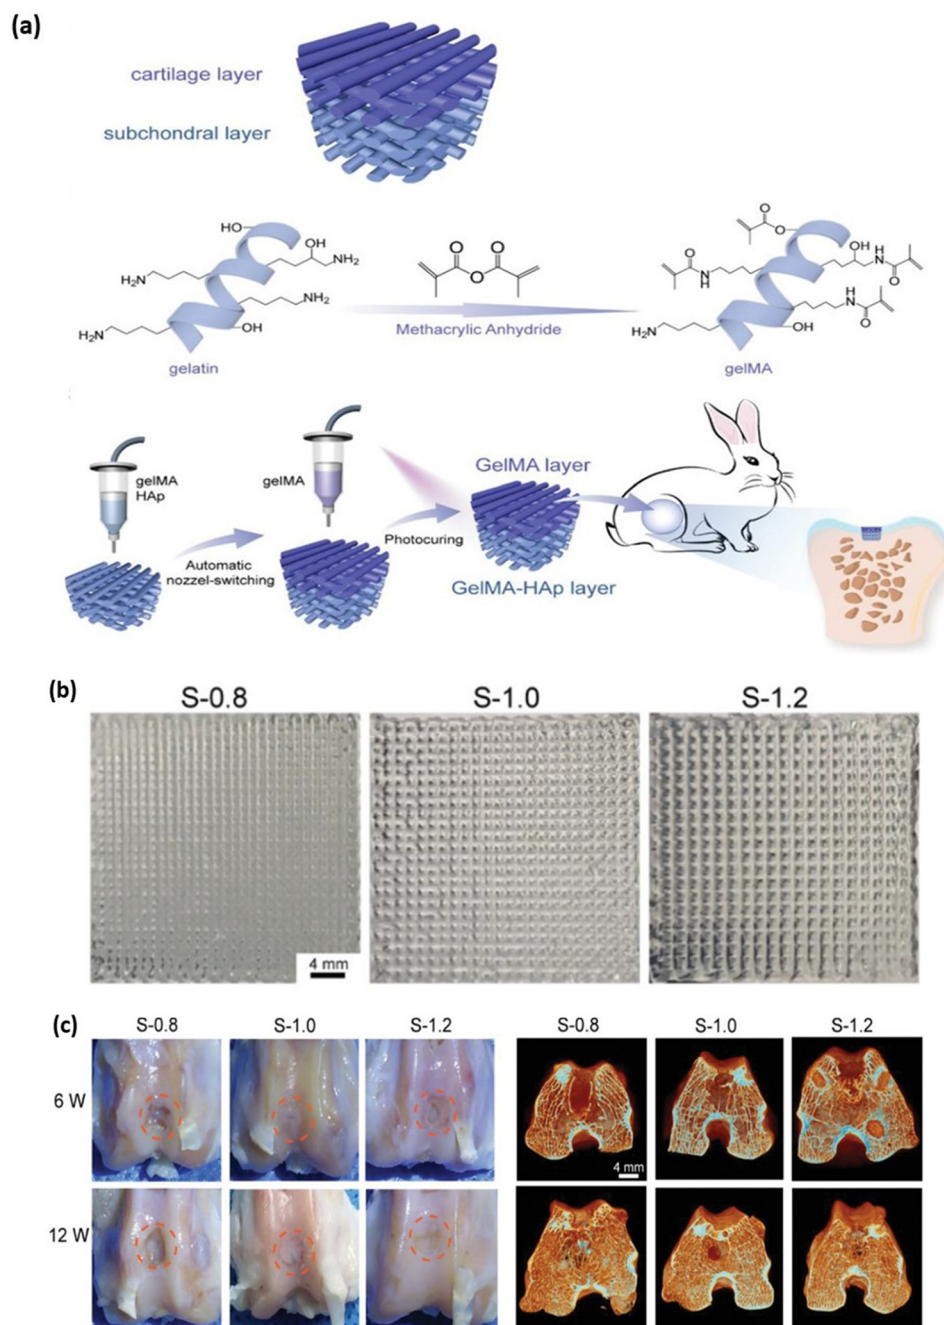 (a)
cartilage layer
subchondral layer
HO
OH
NH₂
H₂N
NH₂
H₂N
OH
gelatin
O O
O
Methacrylic Anhydride
O
O
OH
H
N
O
N
H
O
H
N
O
H₂N
OH
gelMA
gelMA
HAp
Automatic
nozzel-switching
gelMA
Photocuring
GelMA layer
GelMA-HAp layer
(b)
S-0.8 S-1.0 S-1.2
4 mm
(c)
S-0.8 S-1.0 S-1.2 S-0.8 S-1.0 S-1.2
6 W
4 mm
12 W